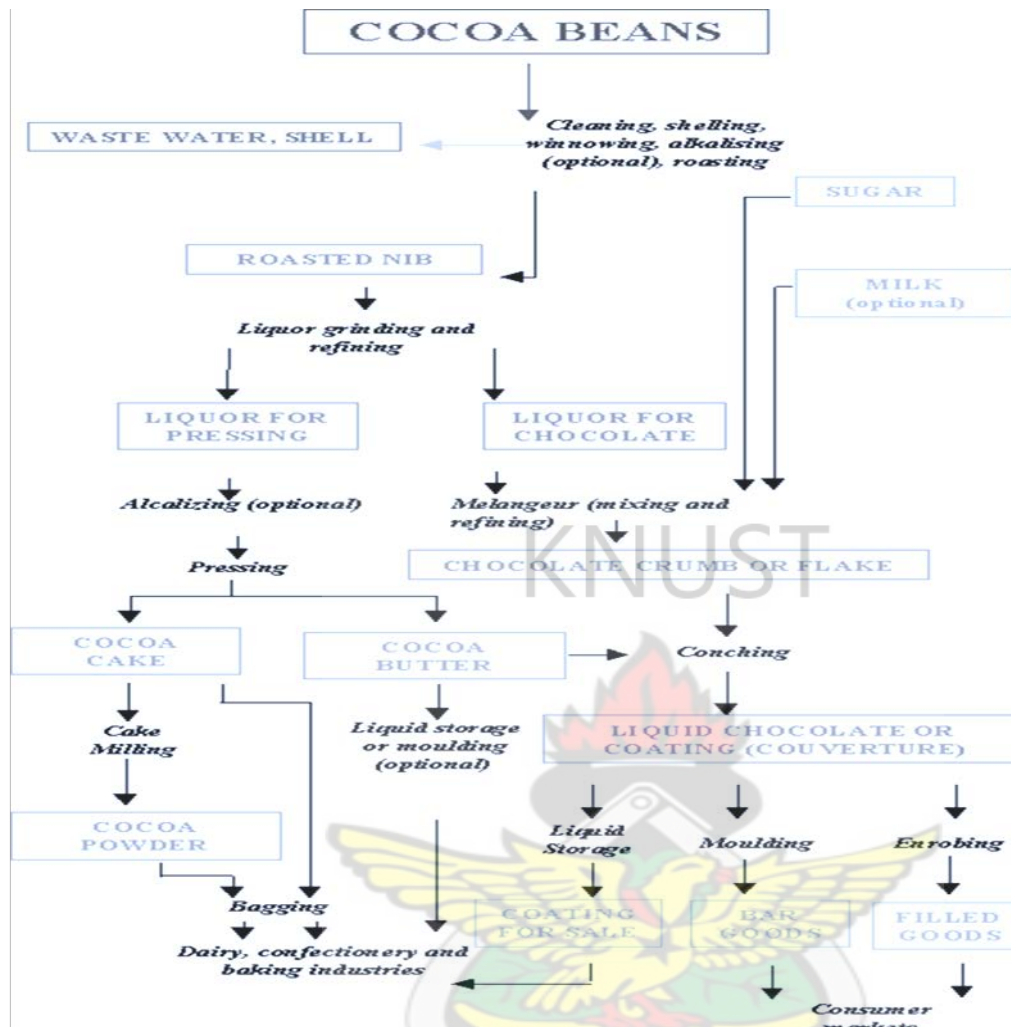 COCOA BEANS
Cleaning, shelling,
winnowing, alkalising
(optional), roasting
WASTE WATER, SHELL
SUGAR
ROASTED NIB
MILK
(optional)
Liquor grinding and
refining
LIQUOR FOR
PRESSING
LIQUOR FOR
CHOCOLATE
Alcalizing (optional)
Melangeur (mixing and
refining)
KNUST
Pressing
CHOCOLATE CRUMB OR FLAKE
COCOA
CAKE
COCOA
BUTTER
Conching
Cake
Milling
Liquid storage
or moulding
(optional)
LIQUID CHOCOLATE OR
COATING (COUVERTURE)
COCOA
POWDER
Liquid
Storage
Moulding
Enrobing
Bagging
COATING
FOR SALE
BAR
GOODS
FILLED
GOODS
Dairy, confectionery and
baking industries
Consumer
markets